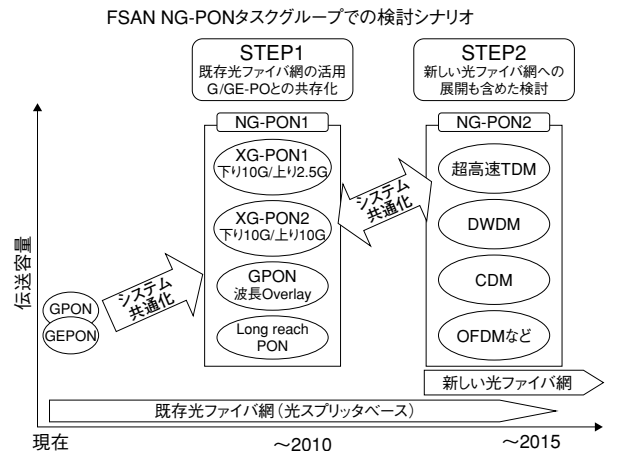 FSAN NG-PONタスクグループでの検討シナリオ
STEP1
既存光ファイバ網の活用
G/GE-POとの共存化
STEP2
新しい光ファイバ網への
展開も含めた検討
NG-PON1
XG-PON1
下り10G/上り2.5G
XG-PON2
下り10G/上り10G
GPON
波長Overlay
Long reach
PON
NG-PON2
超高速TDM
DWDM
CDM
OFDMなど
システム
共通化
システム
共通化
GPON
GEPON
伝送容量
新しい光ファイバ網
既存光ファイバ網（光スプリッタベース）
現在
～2010
～2015